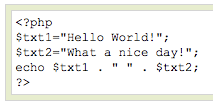 <?php
$txt1="Hello World!";
$txt2="What a nice day!";
echo $txt1 . " " . $txt2;
?>